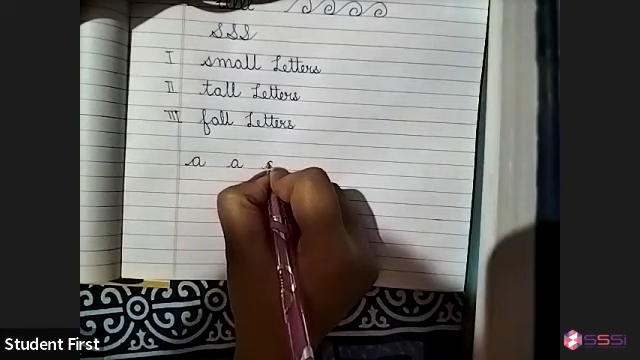 SSS
I small Letters
II tall Letters
III fall Letters
a a
Student First
SSSi